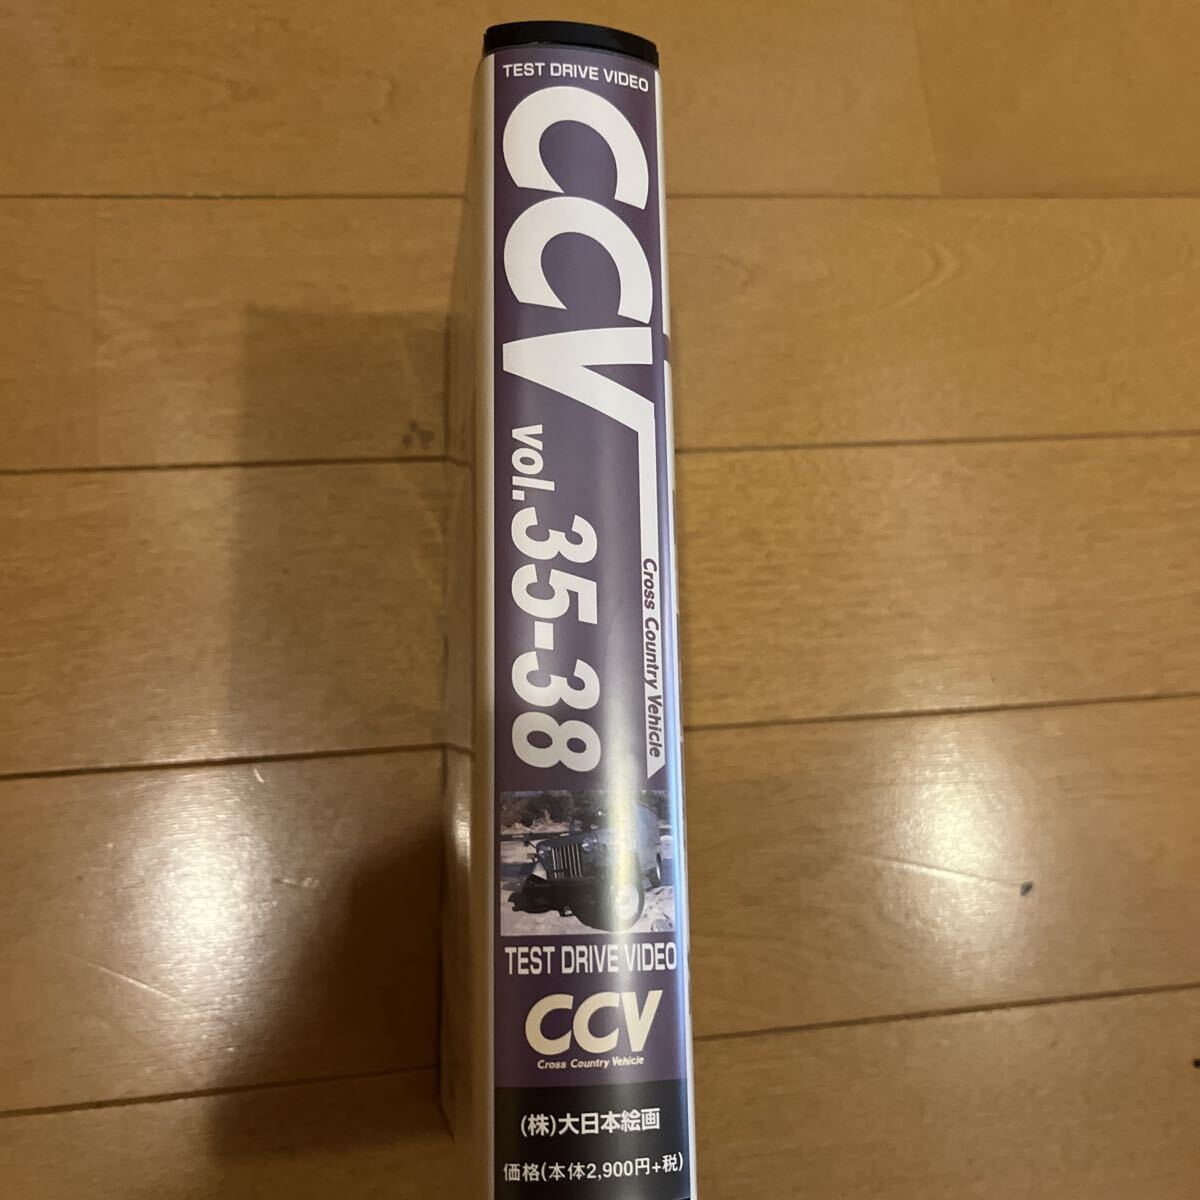 TEST DRIVE VIDEO
CCV
Cross Country Vehicle
vol.35-38
TEST DRIVE VIDEO
CCV
Cross Country Vehicle
(株)大日本絵画
価格(本体2,900円+税)